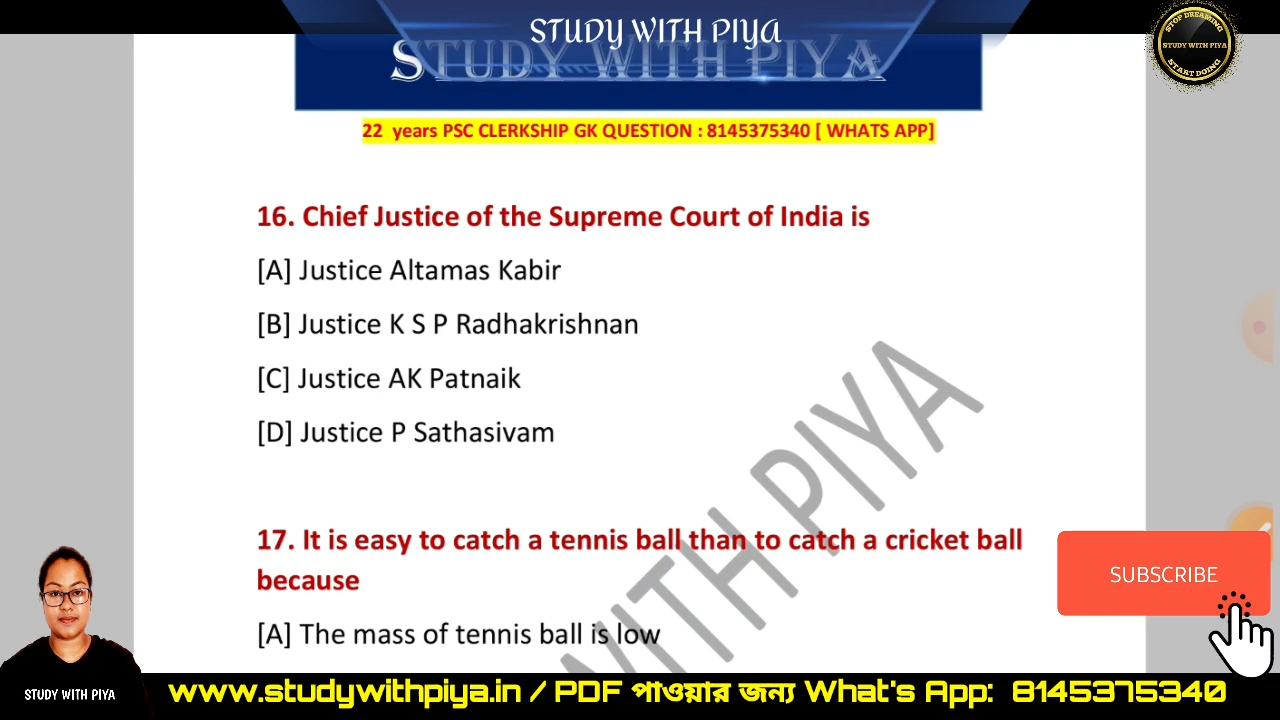 STUDY WITH PIYA
STUDY WITH PIYA
STOP DREAMING
STUDY WITH PIYA
START DOING
22 years PSC CLERKSHIP GK QUESTION : 8145375340 [ WHATS APP]
16. Chief Justice of the Supreme Court of India is
[A] Justice Altamas Kabir
[B] Justice K S P Radhakrishnan
[C] Justice AK Patnaik
[D] Justice P Sathasivam
17. It is easy to catch a tennis ball than to catch a cricket ball
because
[A] The mass of tennis ball is low
WITH PIYA
SUBSCRIBE
STUDY WITH PIYA
www.studywithpiya.in / PDF পাওয়ার জন্য What's App: 8145375340